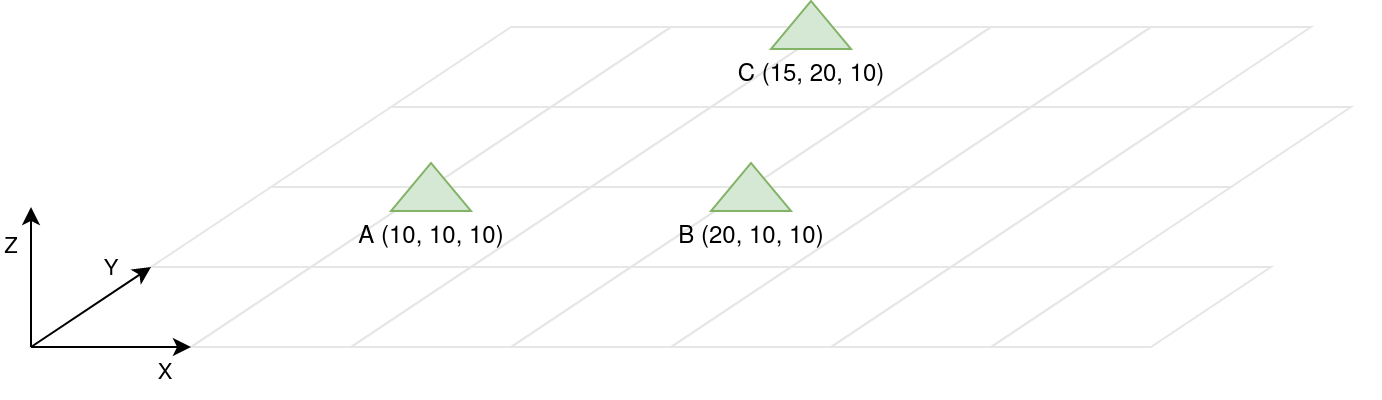 C (15, 20, 10)
A (10, 10, 10)
B (20, 10, 10)
Z
Y
X